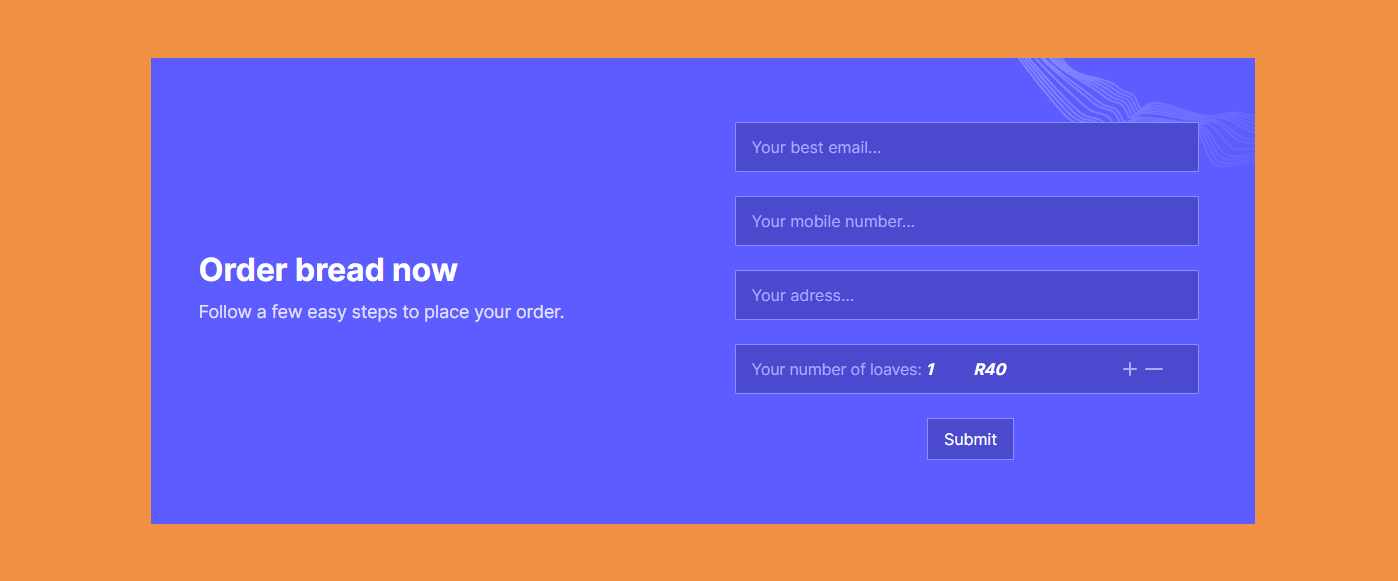 Order bread now
Follow a few easy steps to place your order.
Your best email...
Your mobile number...
Your adress...
Your number of loaves: 1 R40
Submit